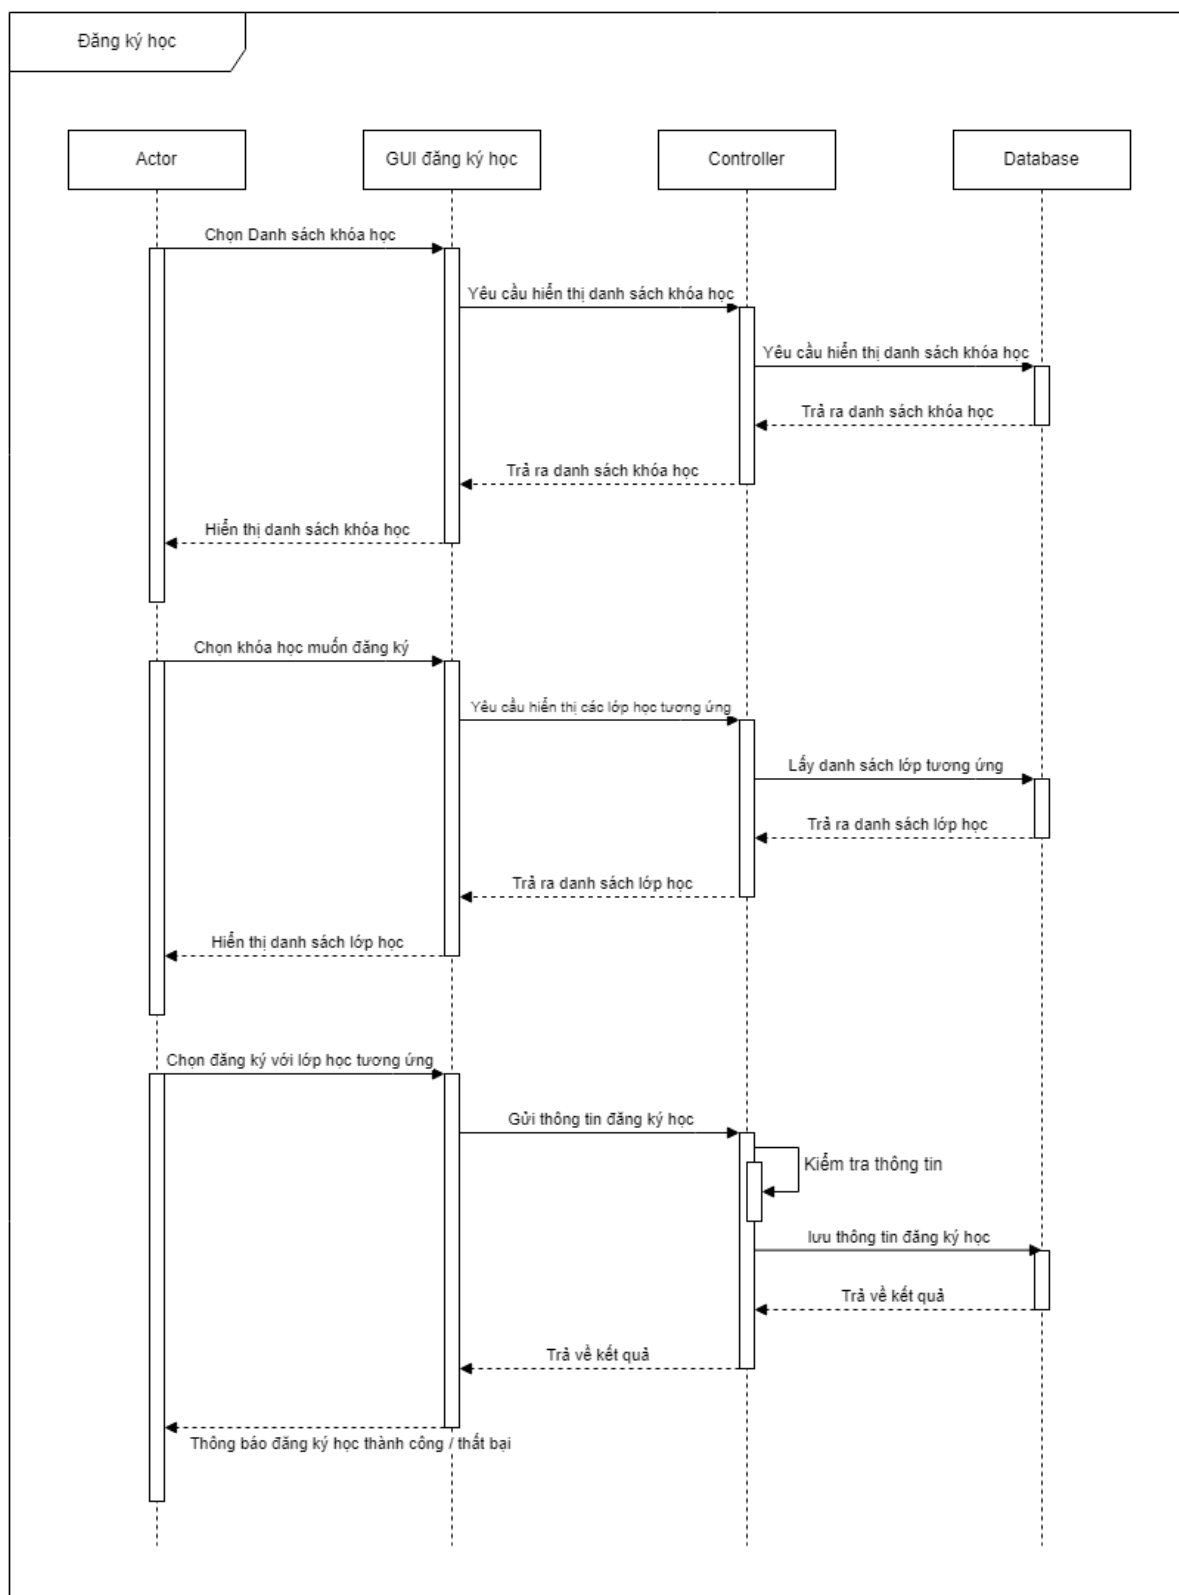 Đăng ký học
Actor
GUI đăng ký học
Controller
Database
Chọn Danh sách khóa học
Yêu cầu hiển thị danh sách khóa học
Yêu cầu hiển thị danh sách khóa học
Trả ra danh sách khóa học
Trả ra danh sách khóa học
Hiển thị danh sách khóa học
Chọn khóa học muốn đăng ký
Yêu cầu hiển thị các lớp học tương ứng
Lấy danh sách lớp tương ứng
Trả ra danh sách lớp học
Trả ra danh sách lớp học
Hiển thị danh sách lớp học
Chọn đăng ký với lớp học tương ứng
Gửi thông tin đăng ký học
Kiểm tra thông tin
lưu thông tin đăng ký học
Trả về kết quả
Trả về kết quả
Thông báo đăng ký học thành công / thất bại